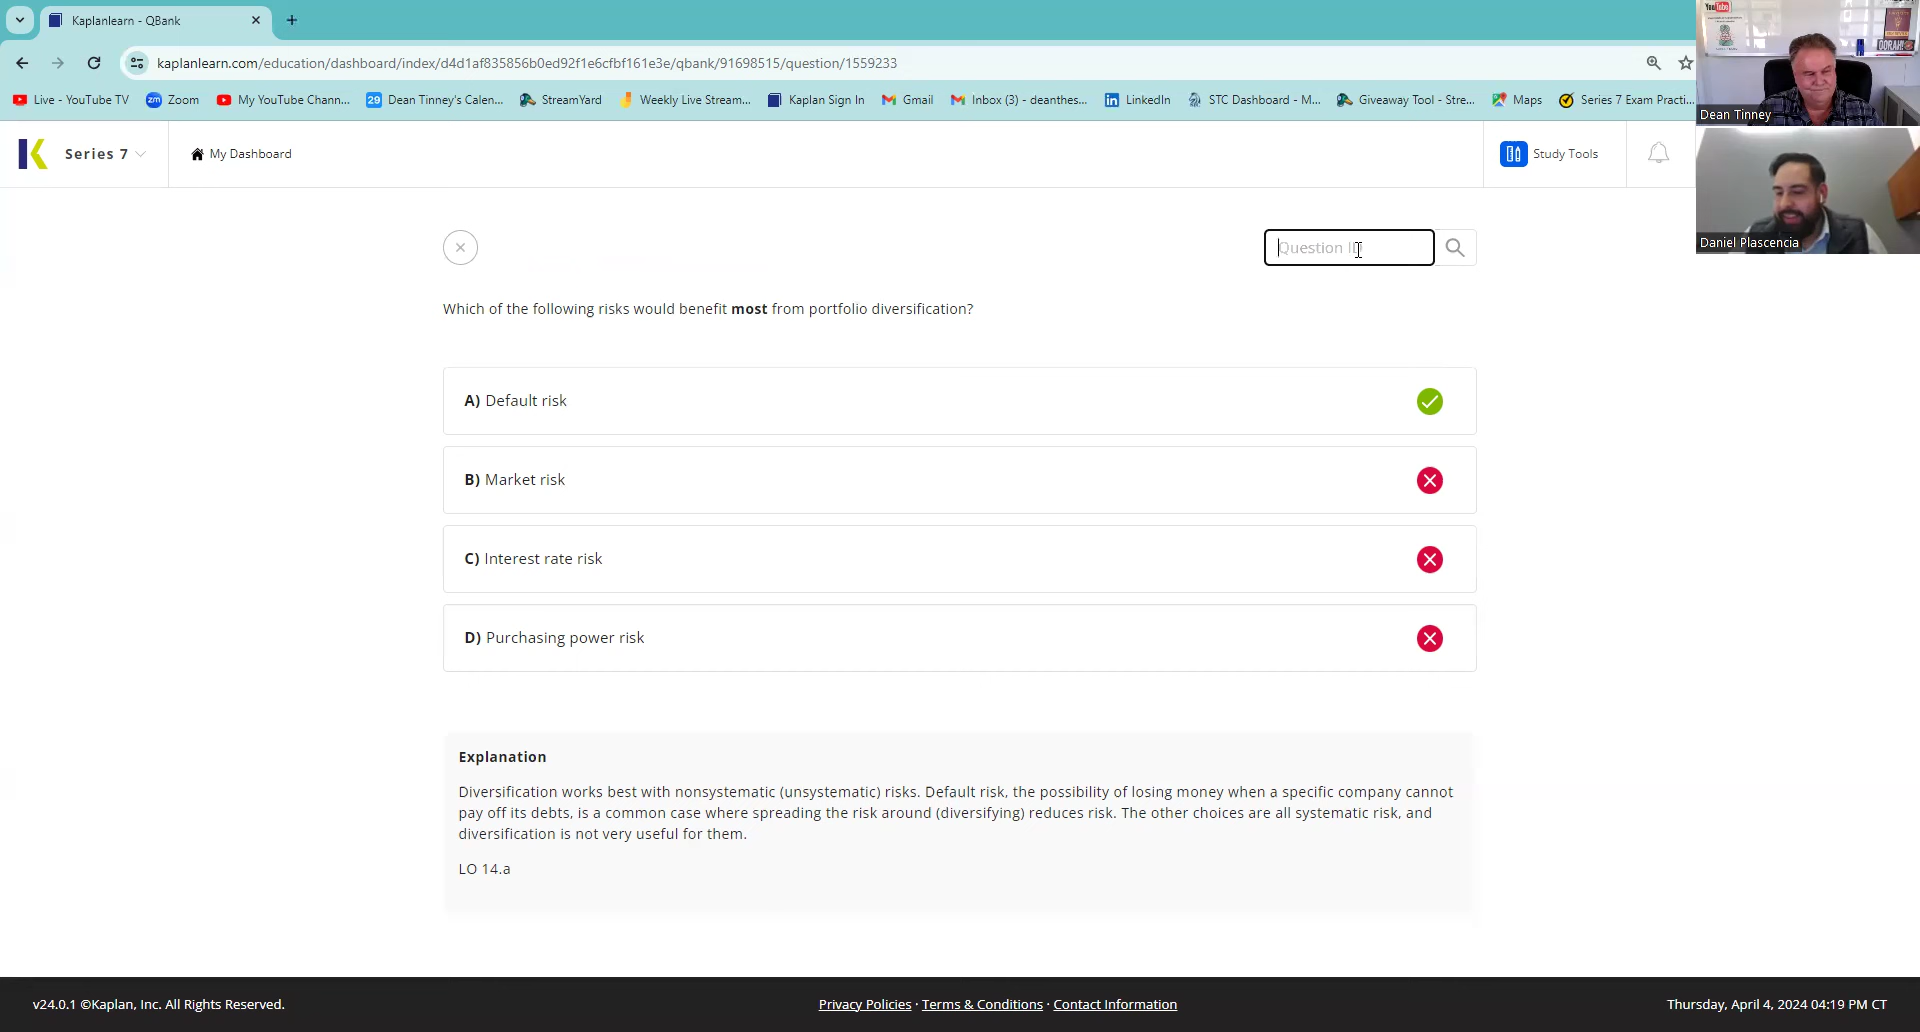 Kaplanlearn - QBank
kaplanlearn.com/education/dashboard/index/d4d1af835856b0ed92f1e6cfbf161e3e/qbank/91698515/question/1559233
Live - YouTube TV
Zoom
My YouTube Chann...
Dean Tinney's Calen...
StreamYard
Weekly Live Stream...
Kaplan Sign In
Gmail
Inbox (3) - deanthes...
LinkedIn
STC Dashboard - M...
Giveaway Tool - Stre...
Maps
Series 7 Exam Practi...
YouTube
OORAH!
Dean Tinney
Daniel Plascencia
Series 7
My Dashboard
Study Tools
Question
Which of the following risks would benefit most from portfolio diversification?
A) Default risk
B) Market risk
C) Interest rate risk
D) Purchasing power risk
Explanation
Diversification works best with nonsystematic (unsystematic) risks. Default risk, the possibility of losing money when a specific company cannot
pay off its debts, is a common case where spreading the risk around (diversifying) reduces risk. The other choices are all systematic risk, and
diversification is not very useful for them.
LO 14.a
v24.0.1 ©Kaplan, Inc. All Rights Reserved.
Privacy Policies · Terms & Conditions · Contact Information
Thursday, April 4, 2024 04:19 PM CT